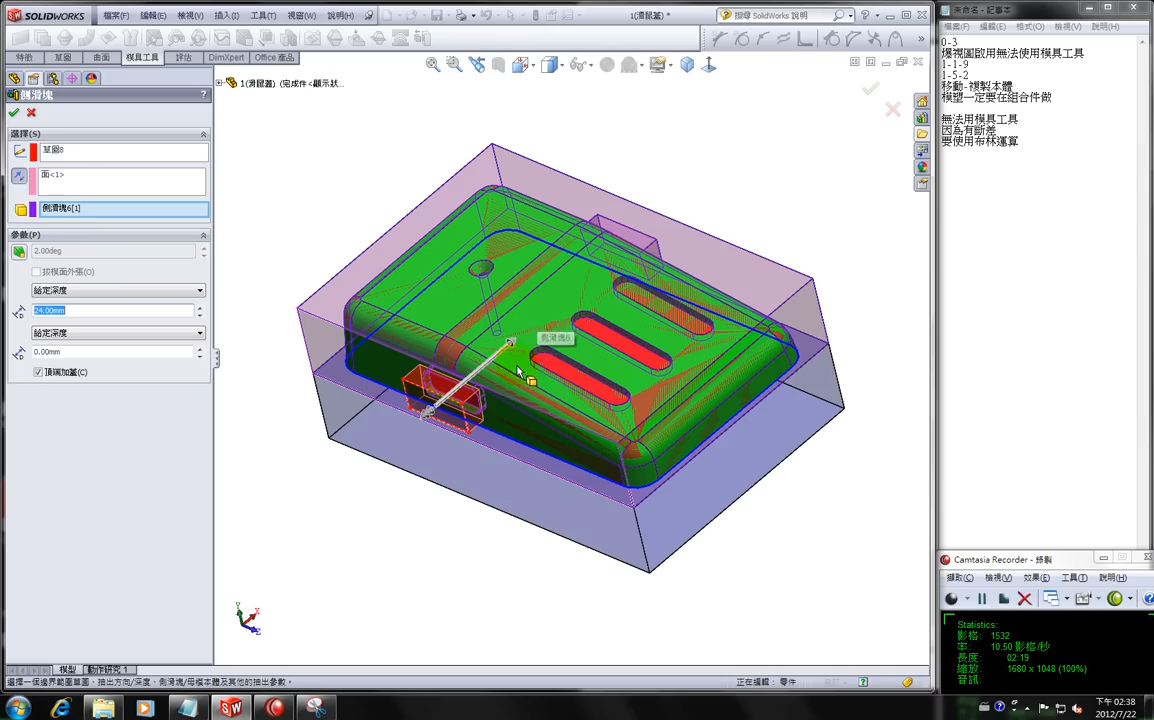 SOLIDWORKS 檔案(F) 編輯(E) 檢視(V) 插入(I) 工具(T) 視窗(W) 說明(H) 1(滑鼠蓋) * 搜尋 SolidWorks 說明
特徵 草圖 曲面 模具工具 評估 DimXpert Office 產品
1(滑鼠蓋) (完成件<顯示狀...
側滑塊 ?
選擇(S)
草圖8
面<1>
側滑塊6[1]
參數(P)
2.00deg
拔模面外張(O)
給定深度
24.00mm
給定深度
0.00mm
頂端加蓋(C)
側滑塊6
Y X Z
模型 動作研究 1
選擇一個邊界範圍草圖，抽出方向/深度，側滑塊/母模本體及其他的抽出參數。 正在編輯：零件
未命名 - 記事本
檔案(F) 編輯(E) 格式(O) 檢視(V) 說明(H)
0-3
爆視圖啟用無法使用模具工具
1-1-9
1-5-2
移動-複製本體
模型一定要在組合件做
無法用模具工具
因為有斷差
要使用布林運算
Camtasia Recorder - 錄製
擷取(C) 檢視(V) 效果(E) 工具(T) 說明(H)
Statistics:
影格: 1532
率: 10.50 影格/秒
長度: 02:19
縮放: 1680 x 1048 (100%)
音訊:
下午 02:38
2012/7/22